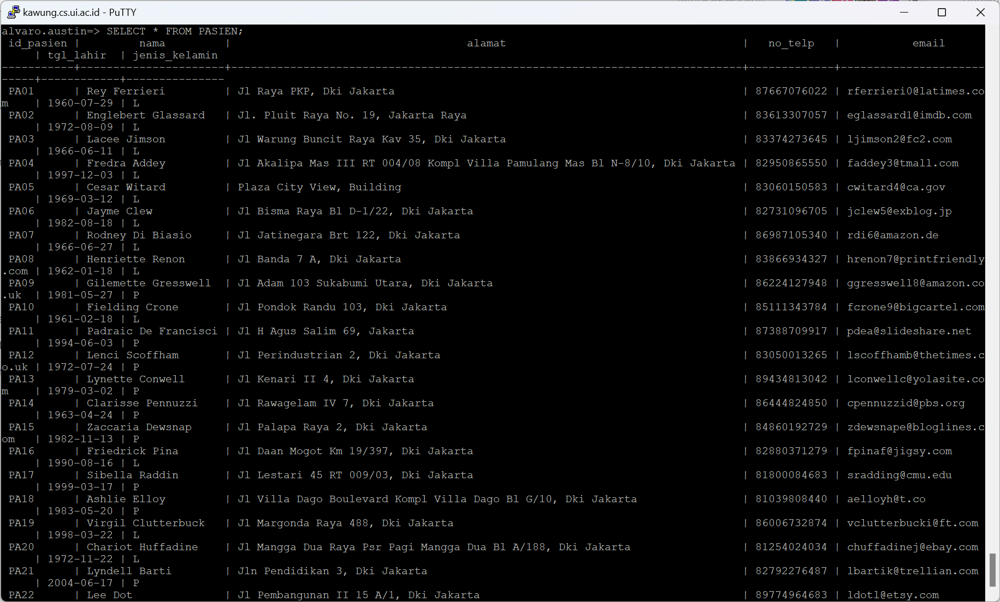 kawung.cs.ui.ac.id - PuTTY
alvaro.austin=> SELECT * FROM PASIEN;
 id_pasien |         nama         |                                    alamat                                    |   no_telp   |           email
     | tgl_lahir  | jenis_kelamin
-----------+----------------------+------------------------------------------------------------------------------+-------------+----------------------
-----+------------+---------------
 PA01      | Rey Ferrieri         | Jl Raya PKP, Dki Jakarta                                                     | 87667076022 | rferrieri0@latimes.co
m    | 1960-07-29 | L
 PA02      | Englebert Glassard   | Jl. Pluit Raya No. 19, Jakarta Raya                                          | 83613307057 | eglassard1@imdb.com
     | 1972-08-09 | L
 PA03      | Lacee Jimson         | Jl Warung Buncit Raya Kav 35, Dki Jakarta                                    | 83374273645 | ljimson2@fc2.com
     | 1966-06-11 | L
 PA04      | Fredra Addey         | Jl Akalipa Mas III RT 004/08 Kompl Villa Pamulang Mas Bl N-8/10, Dki Jakarta | 82950865550 | faddey3@tmall.com
     | 1997-12-03 | L
 PA05      | Cesar Witard         | Plaza City View, Building                                                    | 83060150583 | cwitard4@ca.gov
     | 1969-03-12 | L
 PA06      | Jayme Clew           | Jl Bisma Raya Bl D-1/22, Dki Jakarta                                         | 82731096705 | jclew5@exblog.jp
     | 1982-08-18 | L
 PA07      | Rodney Di Biasio     | Jl Jatinegara Brt 122, Dki Jakarta                                           | 86987105340 | rdi6@amazon.de
     | 1966-06-27 | L
 PA08      | Henriette Renon      | Jl Banda 7 A, Dki Jakarta                                                    | 83866934327 | hrenon7@printfriendly
.com | 1962-01-18 | L
 PA09      | Gilemette Gresswell  | Jl Adam 103 Sukabumi Utara, Dki Jakarta                                      | 86224127948 | ggresswell8@amazon.co
.uk  | 1981-05-27 | P
 PA10      | Fielding Crone       | Jl Pondok Randu 103, Dki Jakarta                                             | 85111343784 | fcrone9@bigcartel.com
     | 1961-02-18 | L
 PA11      | Padraic De Francisci | Jl H Agus Salim 69, Jakarta                                                  | 87388709917 | pdea@slideshare.net
     | 1994-06-03 | P
 PA12      | Lenci Scoffham       | Jl Perindustrian 2, Dki Jakarta                                              | 83050013265 | lscoffhamb@thetimes.c
o.uk | 1972-07-24 | P
 PA13      | Lynette Conwell      | Jl Kenari II 4, Dki Jakarta                                                  | 89434813042 | lconwellc@yolasite.co
m    | 1979-03-02 | P
 PA14      | Clarisse Pennuzzi    | Jl Rawagelam IV 7, Dki Jakarta                                               | 86444824850 | cpennuzzid@pbs.org
     | 1963-04-24 | P
 PA15      | Zaccaria Dewsnap     | Jl Palapa Raya 2, Dki Jakarta                                                | 84860192729 | zdewsnape@bloglines.c
om   | 1982-11-13 | P
 PA16      | Friedrick Pina       | Jl Daan Mogot Km 19/397, Dki Jakarta                                         | 82880371279 | fpinaf@jigsy.com
     | 1990-08-16 | L
 PA17      | Sibella Raddin       | Jl Lestari 45 RT 009/03, Dki Jakarta                                         | 81800084683 | sradding@cmu.edu
     | 1999-03-17 | P
 PA18      | Ashlie Elloy         | Jl Villa Dago Boulevard Kompl Villa Dago Bl G/10, Dki Jakarta                | 81039808440 | aelloyh@t.co
     | 1983-05-20 | P
 PA19      | Virgil Clutterbuck   | Jl Margonda Raya 488, Dki Jakarta                                            | 86006732874 | vclutterbucki@ft.com
     | 1998-03-22 | L
 PA20      | Chariot Huffadine    | Jl Mangga Dua Raya Psr Pagi Mangga Dua Bl A/188, Dki Jakarta                 | 81254024034 | chuffadinej@ebay.com
     | 1972-11-22 | L
 PA21      | Lyndell Barti        | Jln Pendidikan 3, Dki Jakarta                                                | 82792276487 | lbartik@trellian.com
     | 2004-06-17 | P
 PA22      | Lee Dot              | Jl Pembangunan II 15 A/1, Dki Jakarta                                        | 89774964683 | ldotl@etsy.com